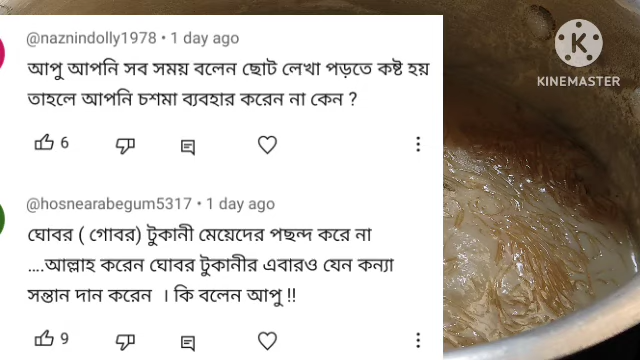 @naznindolly1978 • 1 day ago
আপু আপনি সব সময় বলেন ছোট লেখা পড়তে কষ্ট হয়
তাহলে আপনি চশমা ব্যবহার করেন না কেন ?
6
@hosnearabegum5317 • 1 day ago
ঘোবর ( গোবর) টুকানী মেয়েদের পছন্দ করে না
....আল্লাহ করেন ঘোবর টুকানীর এবারও যেন কন্যা
সন্তান দান করেন । কি বলেন আপু !!
9
K
KINEMASTER